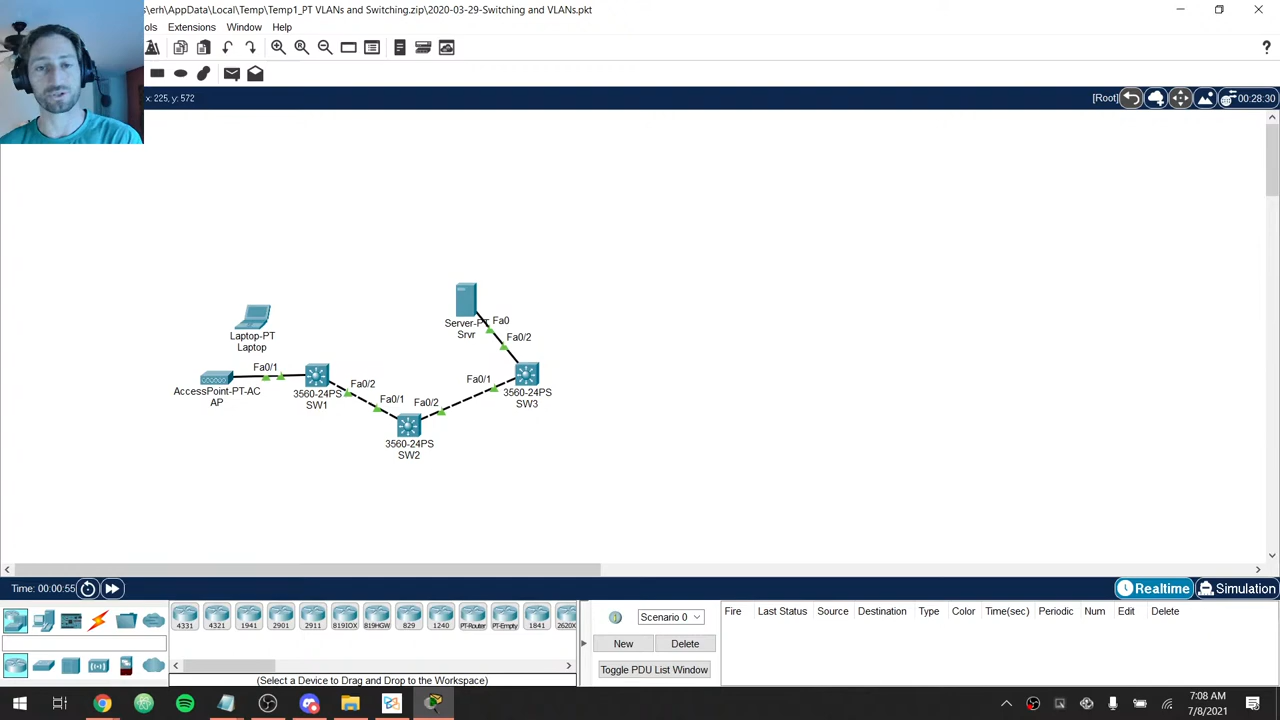 s\erh\AppData\Local\Temp\Temp1_PT VLANs and Switching.zip\2020-03-29-Switching and VLANs.pkt
ols Extensions Window Help
x: 225, y: 572
[Root]
00:28:30
Server-PT
Srvr
Fa0
Fa0/2
Laptop-PT
Laptop
Fa0/1
AccessPoint-PT-AC
AP
3560-24PS
SW1
Fa0/2
Fa0/1
Fa0/2
Fa0/1
3560-24PS
SW3
3560-24PS
SW2
Time: 00:00:55
Realtime
Simulation
4331 4321 1941 2901 2911 819IOX 819HGW 829 1240 PT-Router PT-Empty 1841 2620X
(Select a Device to Drag and Drop to the Workspace)
Scenario 0
New Delete
Toggle PDU List Window
Fire Last Status Source Destination Type Color Time(sec) Periodic Num Edit Delete
7:08 AM
7/8/2021